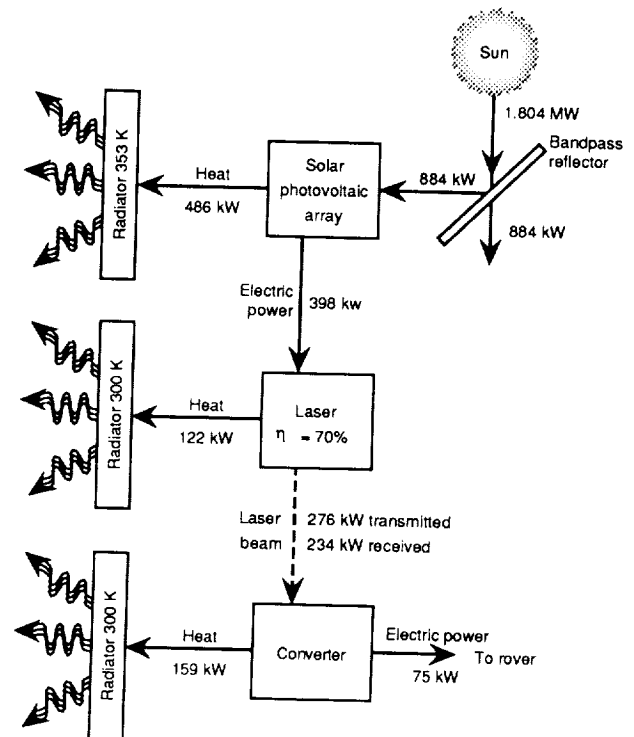 Sun
1.804 MW
Bandpass
reflector
Radiator 353 K
Heat
486 kW
Solar
photovoltaic
array
884 kW
884 kW
Electric
power
398 kw
Radiator 300 K
Heat
122 kW
Laser
η = 70%
Laser
beam
276 kW transmitted
234 kW received
Radiator 300 K
Heat
159 kW
Converter
Electric power
75 kW
To rover